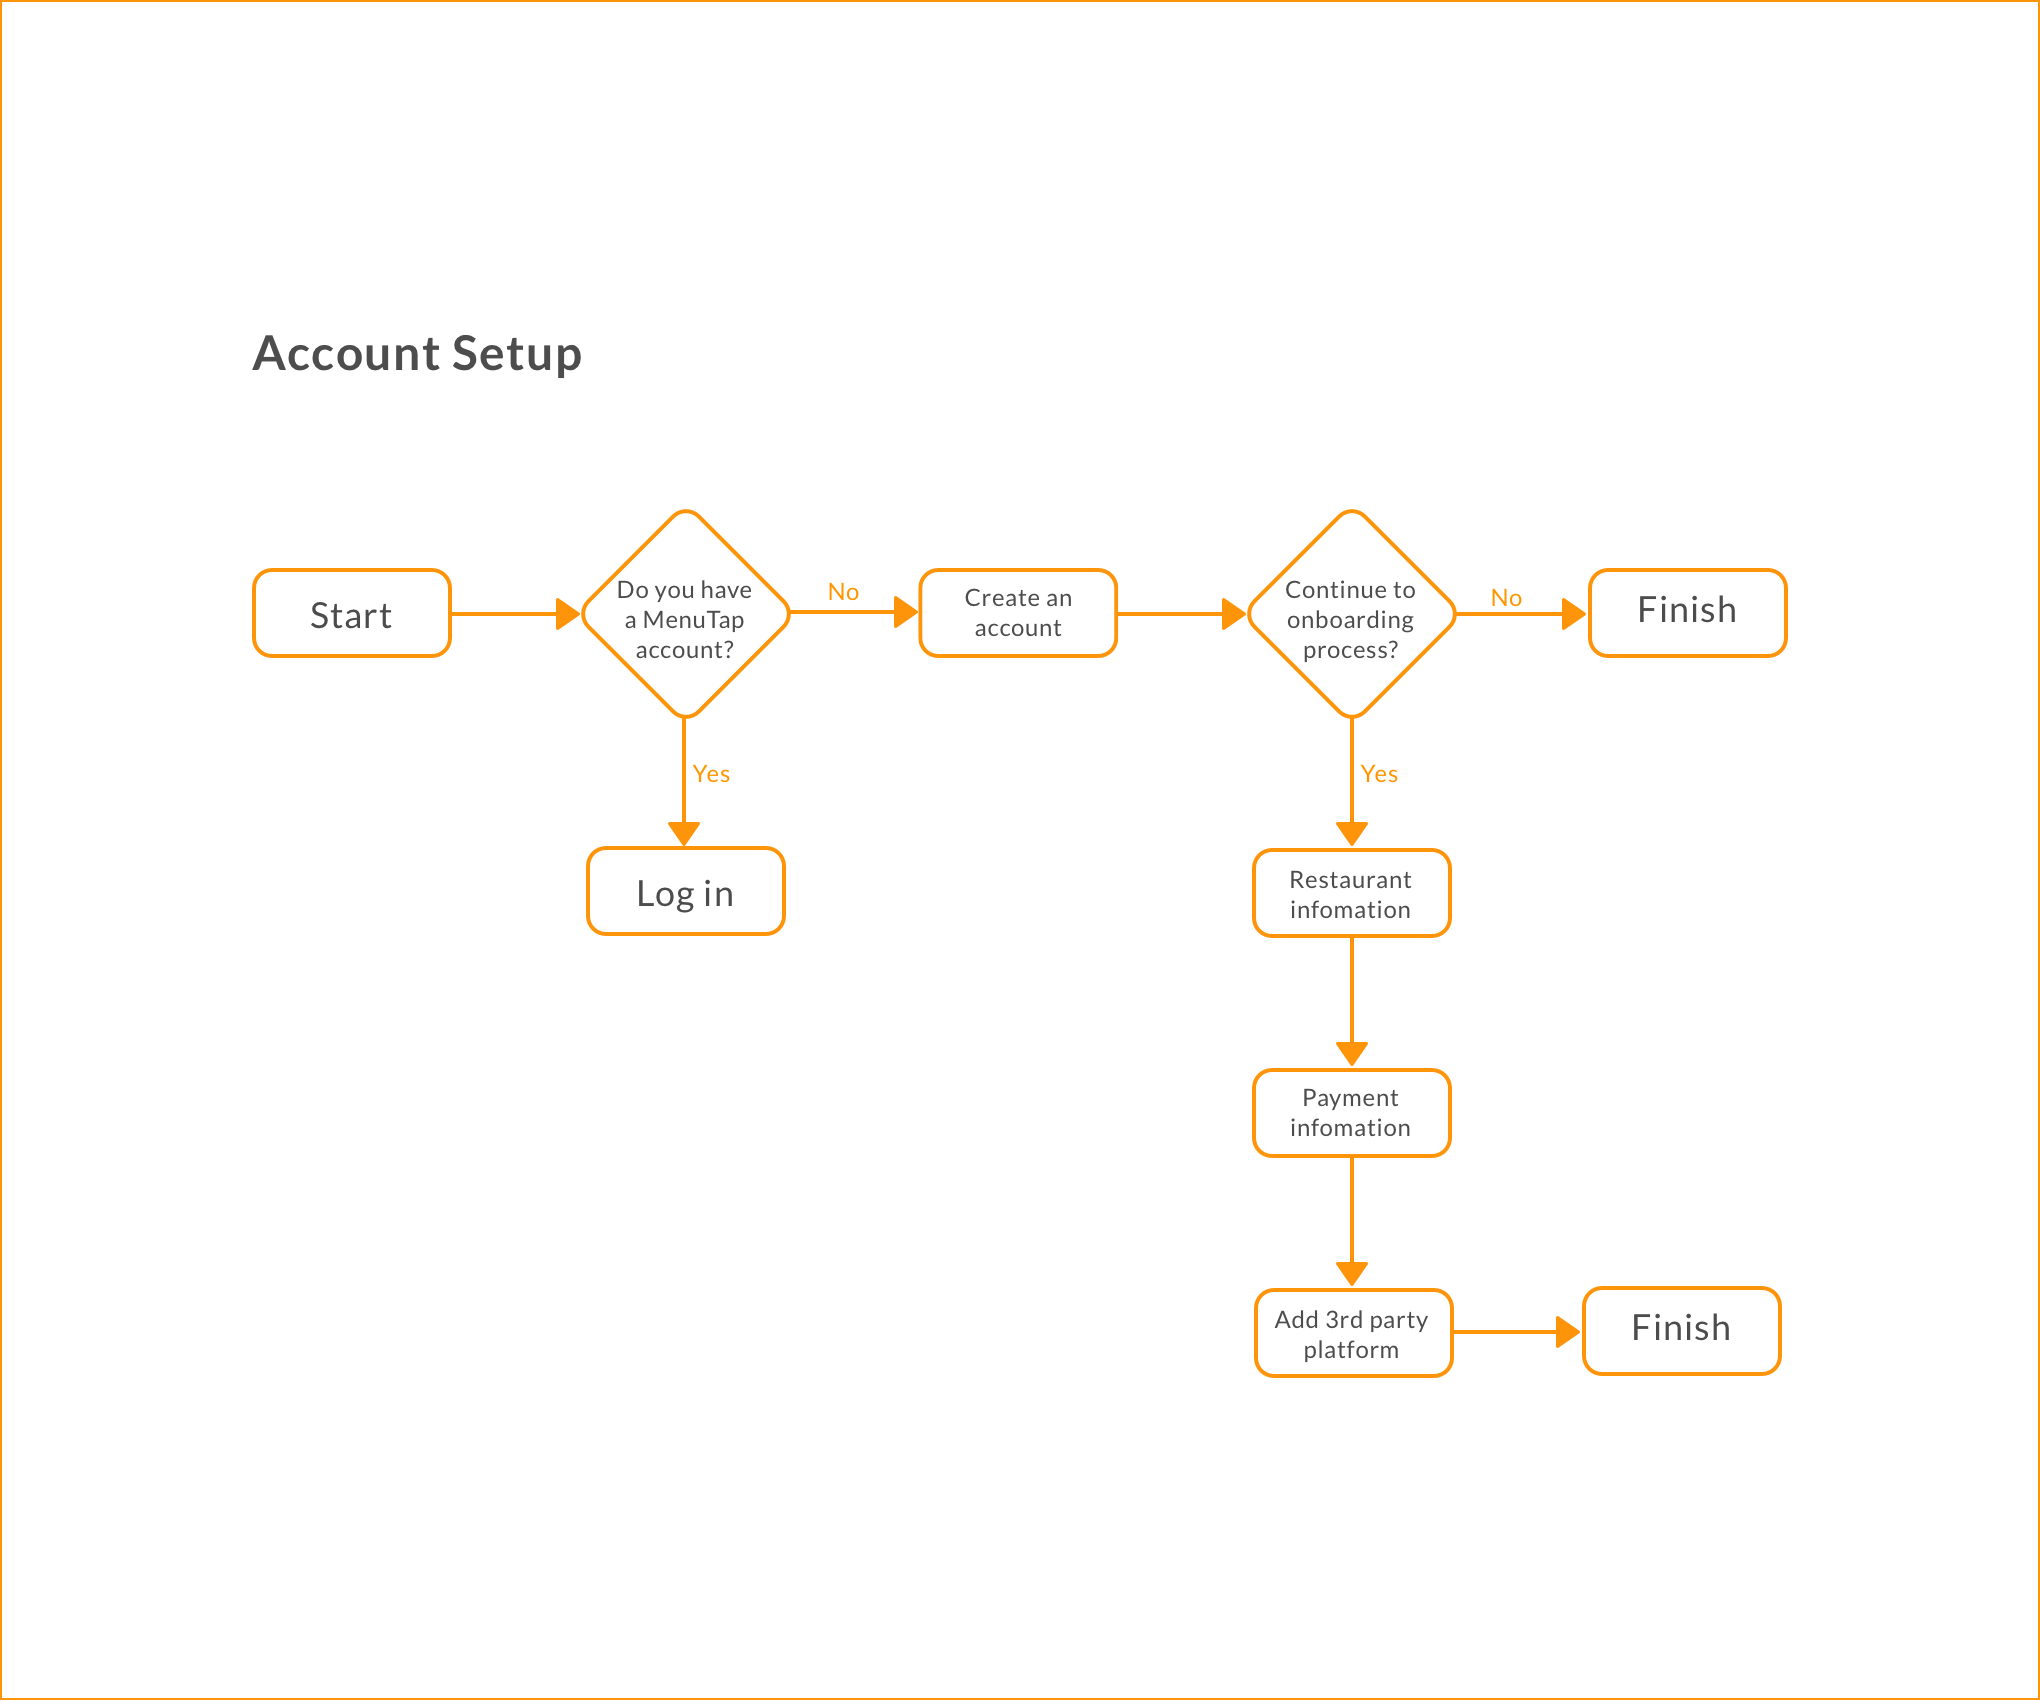 Account Setup
Start
Do you have
a MenuTap
account?
No
Create an
account
Continue to
onboarding
process?
No
Finish
Yes
Log in
Yes
Restaurant
infomation
Payment
infomation
Add 3rd party
platform
Finish